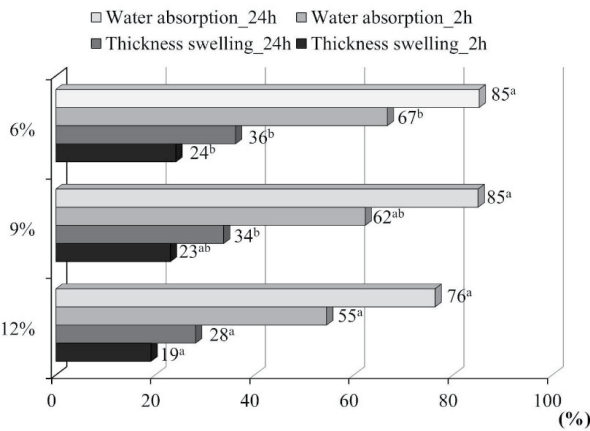 Water absorption_24h Water absorption_2h
Thickness swelling_24h Thickness swelling_2h
6%
85ᵃ
67ᵇ
36ᵇ
24ᵇ
9%
85ᵃ
62ᵃᵇ
34ᵇ
23ᵃᵇ
12%
76ᵃ
55ᵃ
28ᵃ
19ᵃ
0 20 40 60 80 100
(%)